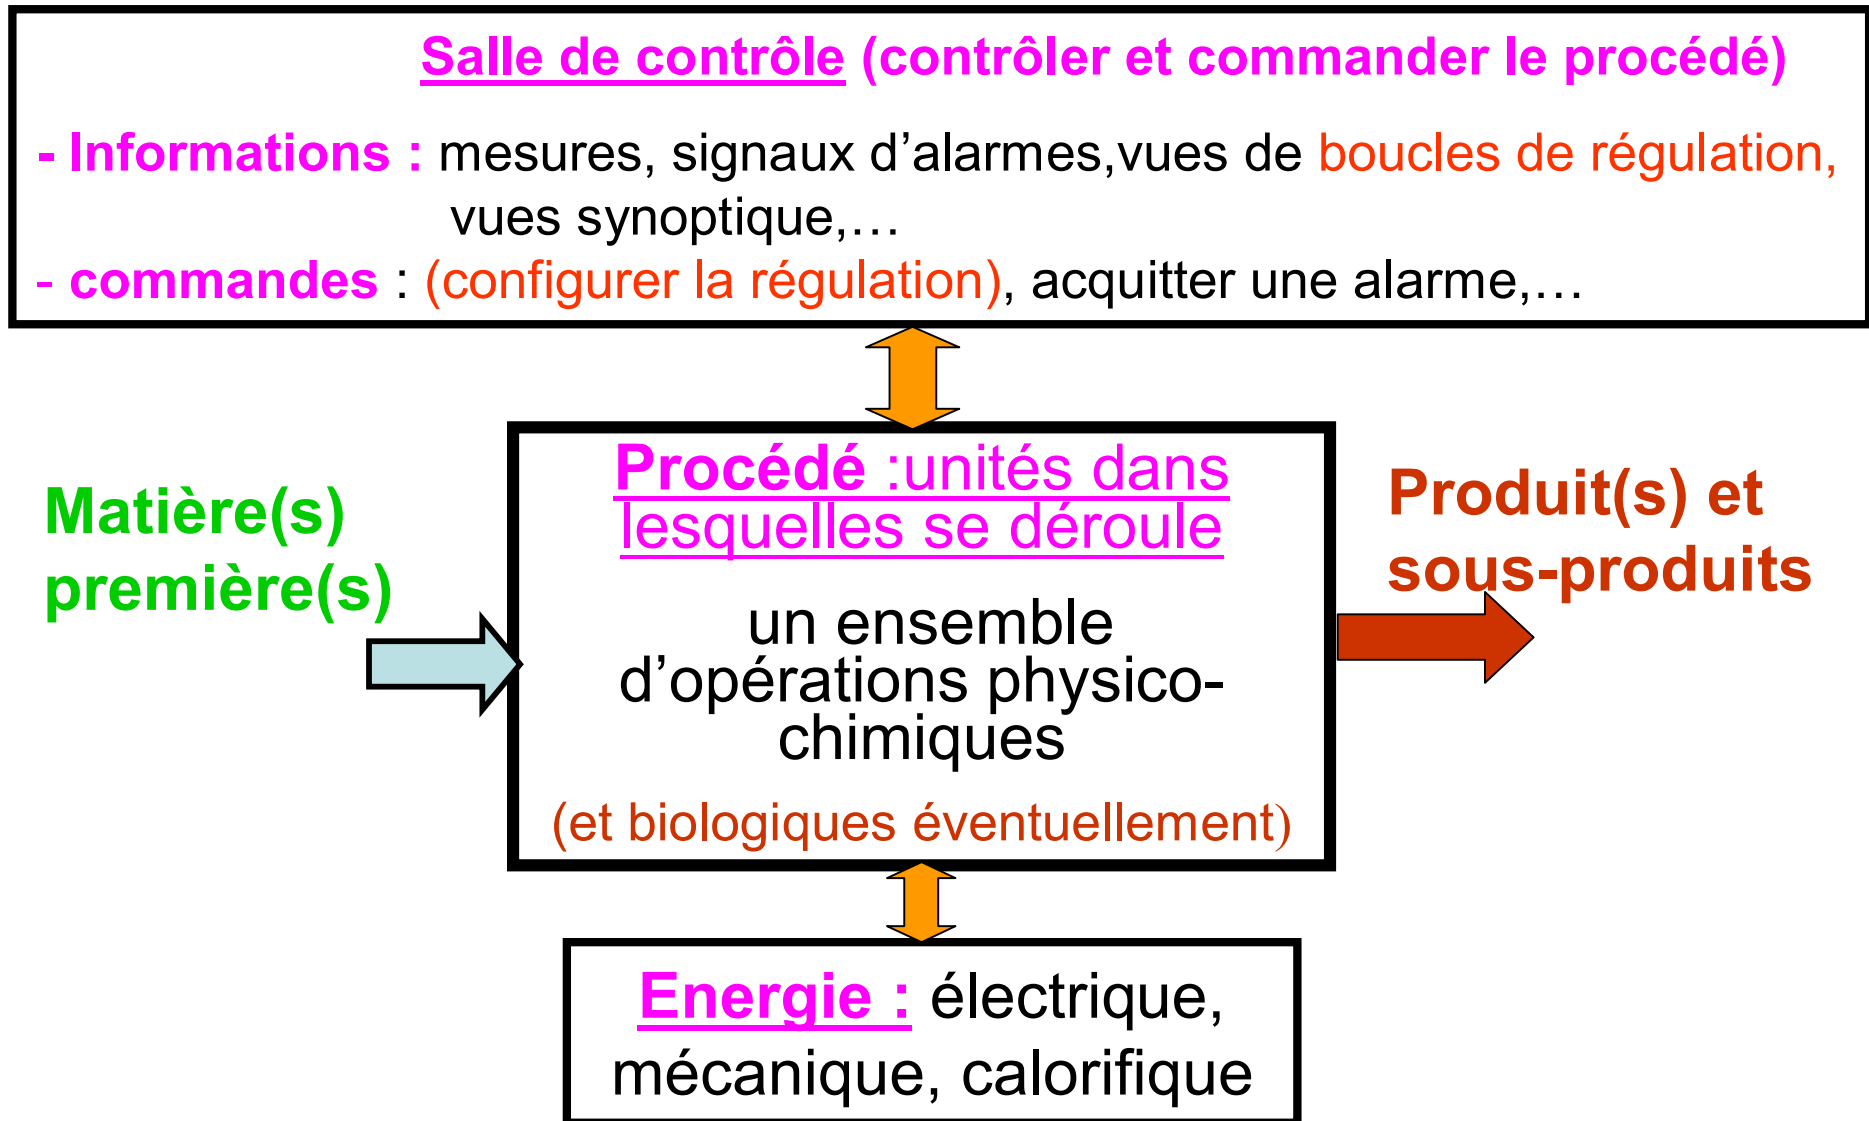 Salle de contrôle (contrôler et commander le procédé)
- Informations : mesures, signaux d’alarmes,vues de boucles de régulation,
vues synoptique,…
- commandes : (configurer la régulation), acquitter une alarme,…
Matière(s)
première(s)
Procédé :unités dans
lesquelles se déroule
un ensemble
d’opérations physico-
chimiques
(et biologiques éventuellement)
Produit(s) et
sous-produits
Energie : électrique,
mécanique, calorifique